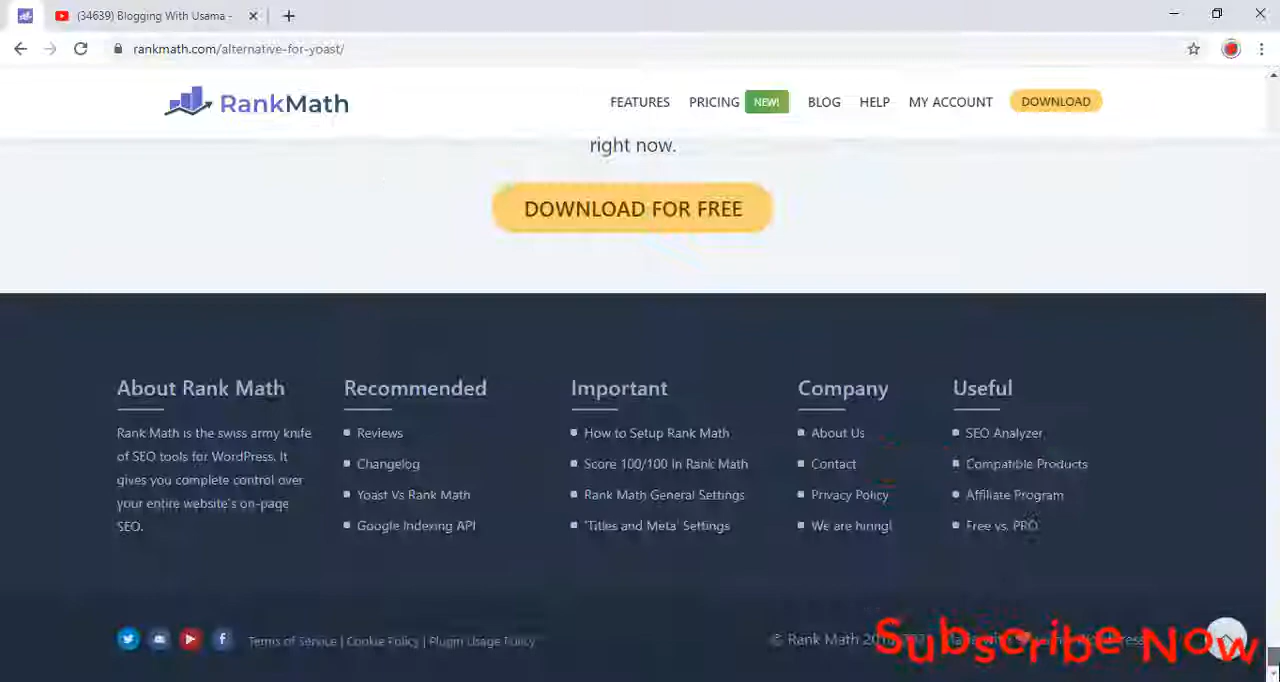 (34639) Blogging With Usama -
rankmath.com/alternative-for-yoast/
RankMath
FEATURES PRICING NEW! BLOG HELP MY ACCOUNT DOWNLOAD
right now.
DOWNLOAD FOR FREE
About Rank Math
Rank Math is the swiss army knife
of SEO tools for WordPress. It
gives you complete control over
your entire website's on-page
SEO.
Recommended
Reviews
Changelog
Yoast Vs Rank Math
Google Indexing API
Important
How to Setup Rank Math
Score 100/100 In Rank Math
Rank Math General Settings
'Titles and Meta' Settings
Company
About Us
Contact
Privacy Policy
We are hiring!
Useful
SEO Analyzer
Compatible Products
Affiliate Program
Free vs. PRO
Terms of Service | Cookie Policy | Plugin Usage Policy
© Rank Math
Subscribe Now